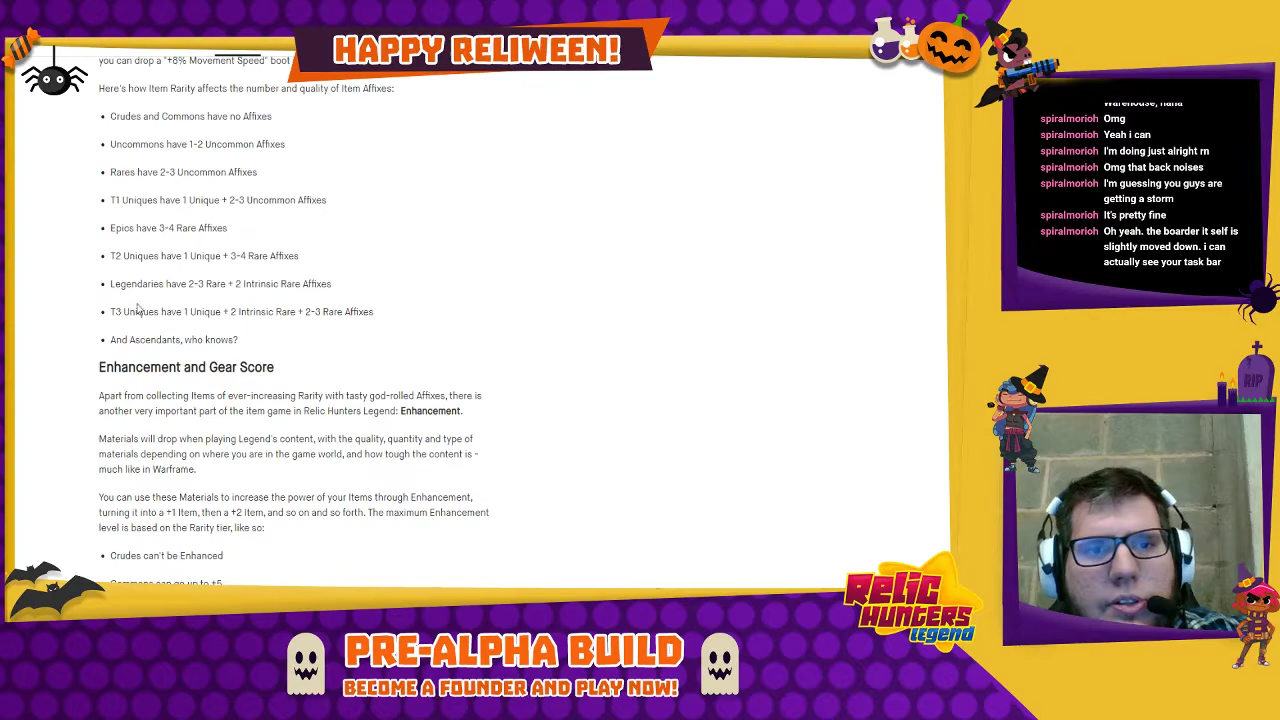 HAPPY RELIWEEN!
you can drop a "+8% Movement Speed" boot
Here's how Item Rarity affects the number and quality of Item Affixes:
• Crudes and Commons have no Affixes
• Uncommons have 1-2 Uncommon Affixes
• Rares have 2-3 Uncommon Affixes
• T1 Uniques have 1 Unique + 2-3 Uncommon Affixes
• Epics have 3-4 Rare Affixes
• T2 Uniques have 1 Unique + 3-4 Rare Affixes
• Legendaries have 2-3 Rare + 2 Intrinsic Rare Affixes
• T3 Uniques have 1 Unique + 2 Intrinsic Rare + 2-3 Rare Affixes
• And Ascendants, who knows?
Enhancement and Gear Score
Apart from collecting Items of ever-increasing Rarity with tasty god-rolled Affixes, there is
another very important part of the item game in Relic Hunters Legend: Enhancement.
Materials will drop when playing Legend's content, with the quality, quantity and type of
materials depending on where you are in the game world, and how tough the content is -
much like in Warframe.
You can use these Materials to increase the power of your Items through Enhancement,
turning it into a +1 Item, then a +2 Item, and so on and so forth. The maximum Enhancement
level is based on the Rarity tier, like so:
• Crudes can't be Enhanced
Commons can go up to +5
Warehouse, haha
spiralmorioh Omg
spiralmorioh Yeah i can
spiralmorioh I'm doing just alright rn
spiralmorioh Omg that back noises
spiralmorioh I'm guessing you guys are
getting a storm
spiralmorioh It's pretty fine
spiralmorioh Oh yeah. the boarder it self is
slightly moved down. i can
actually see your task bar
RIP
RELIC
HUNTERS
LEGEND
PRE-ALPHA BUILD
BECOME A FOUNDER AND PLAY NOW!